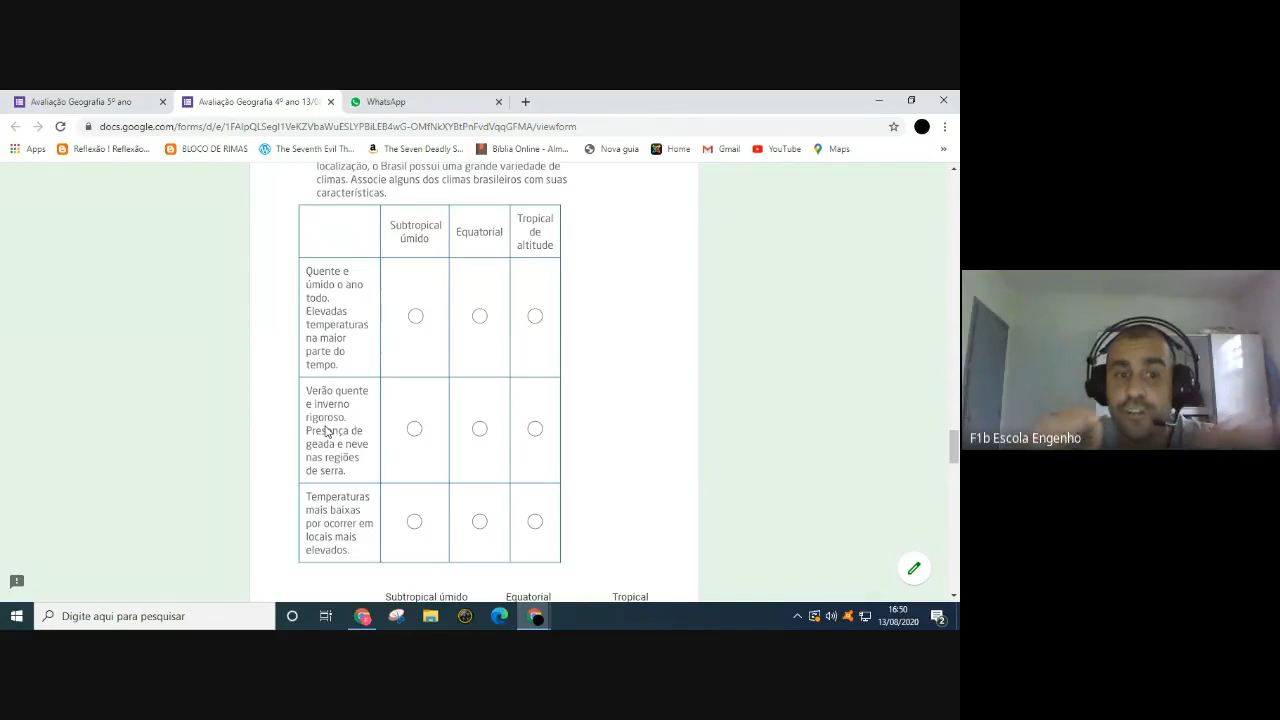 Avaliação Geografia 5º ano
Avaliação Geografia 4º ano 13/0
WhatsApp
docs.google.com/forms/d/e/1FAIpQLSegI1VeKZVbaWuESLYPBiLEB4wG-OMfNkXYBtPnFvdVqqGFMA/viewform
Apps
Reflexão ! Reflexão...
BLOCO DE RIMAS
The Seventh Evil Th...
The Seven Deadly S...
Bíblia Online - Alm...
Nova guia
Home
Gmail
YouTube
Maps
»
localização, o Brasil possui uma grande variedade de
climas. Associe alguns dos climas brasileiros com suas
características.
Subtropical
úmido
Equatorial
Tropical
de
altitude
Quente e
úmido o ano
todo.
Elevadas
temperaturas
na maior
parte do
tempo.
Verão quente
e inverno
rigoroso.
Presença de
geada e neve
nas regiões
de serra.
Temperaturas
mais baixas
por ocorrer em
locais mais
elevados.
Subtropical úmido
Equatorial
Tropical
F1b Escola Engenho
Digite aqui para pesquisar
16:50
13/08/2020
2